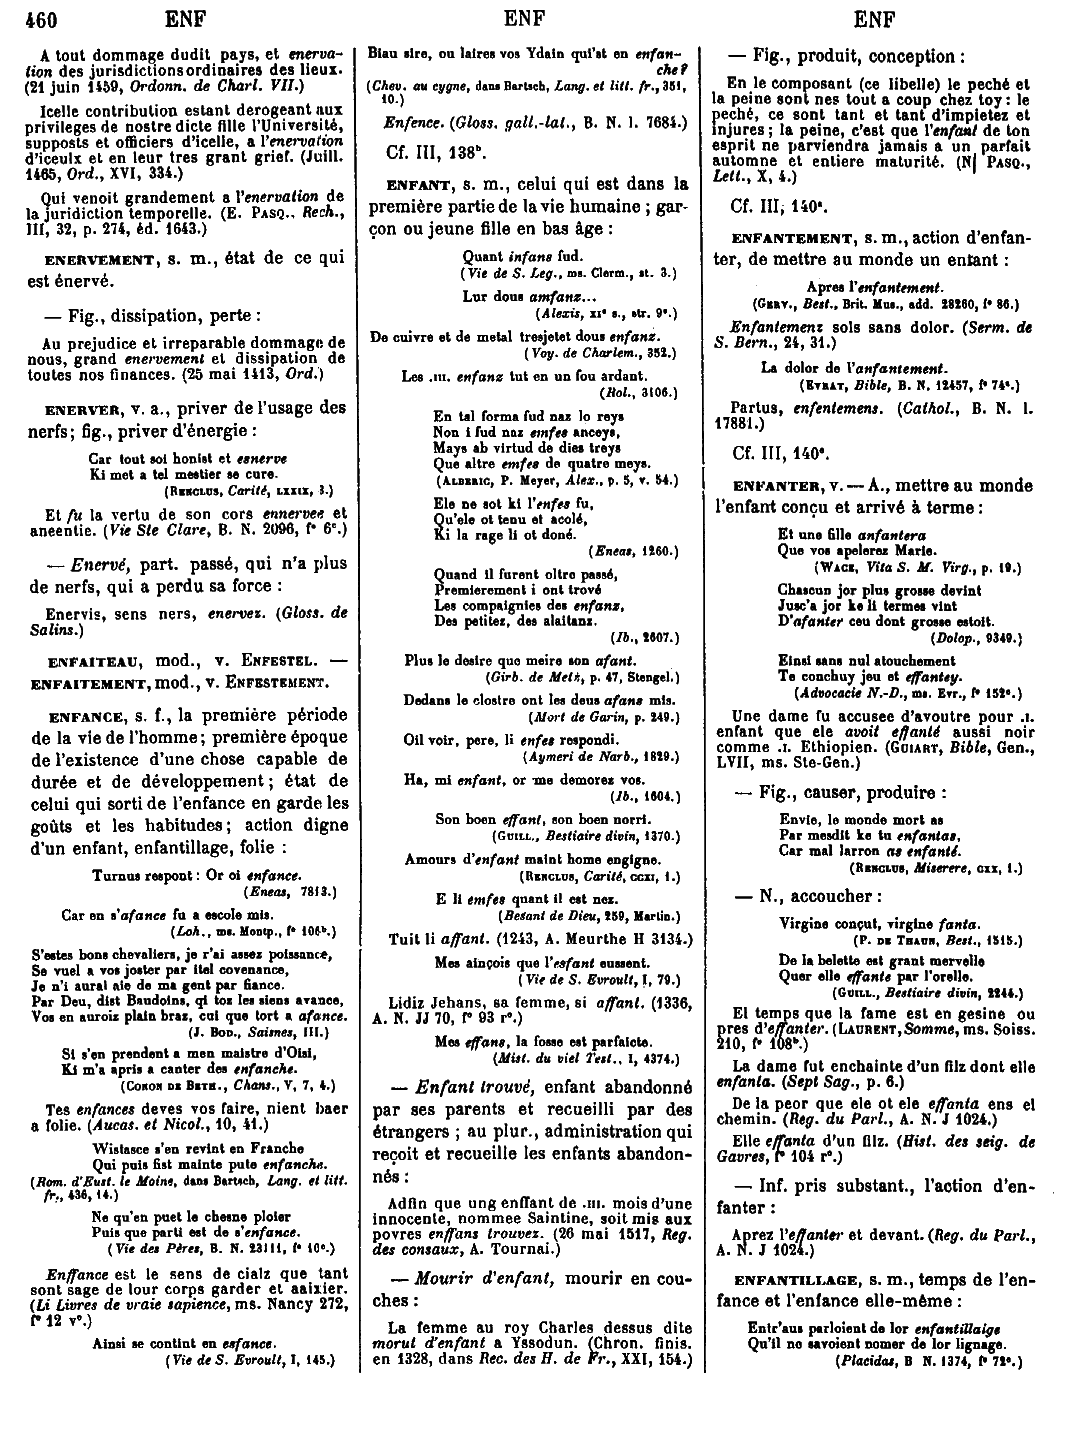 460 ENF ENF ENF
A tout dommage dudit pays, et enerva-
tion des jurisdictions ordinaires des lieux.
(21 juin 1459, Ordonn. de Charl. VII.)
Icelle contribution estant derogeant aux
privileges de nostre dicte fille l'Université,
supposts et officiers d'icelle, a l'enervation
d'iceulx et en leur tres grant grief. (Juill.
1465, Ord., XVI, 334.)
Qui venoit grandement a l'enervation de
la juridiction temporelle. (E. PASQ., Rech.,
III, 32, p. 274, éd. 1643.)
ENERVEMENT, s. m., état de ce qui
est énervé.
— Fig., dissipation, perte :
Au prejudice et irreparable dommage de
nous, grand enervement et dissipation de
toutes nos finances. (25 mai 1413, Ord.)
ENERVER, v. a., priver de l'usage des
nerfs ; fig., priver d'énergie :
Car tout soi honist et esnerve
Ki met a tel mestier se cure.
(RENCLUS, Carité, LXXIX, 3.)
Et fu la vertu de son cors ennervee et
aneentie. (Vie Ste Clare, B. N. 2096, fº 6ᶜ.)
— Enervé, part. passé, qui n'a plus
de nerfs, qui a perdu sa force :
Enervis, sens ners, enervez. (Gloss. de
Salins.)
ENFAITEAU, mod., v. ENFESTEL. —
ENFAITEMENT, mod., v. ENFESTEMENT.
ENFANCE, s. f., la première période
de la vie de l'homme ; première époque
de l'existence d'une chose capable de
durée et de développement ; état de
celui qui sorti de l'enfance en garde les
goûts et les habitudes ; action digne
d'un enfant, enfantillage, folie :
Turnus respont : Or oi enfance.
(Eneas, 7813.)
Car en s'afance fu a escole mis.
(Loh., ms. Montp., fº 106ᵇ.)
S'estes bons chevaliers, je r'ai assez poissance,
Se vuel a vos joster par itel covenance,
Je n'i aurai aie de ma gent par fiance.
Par Deu, dist Baudoins, qi toz les siens avance,
Vos en auroiz plain braz, cui que tort a afance.
(J. BOD., Saisnes, III.)
Si s'en prendent a men maistre d'Oisi,
Ki m'a apris a canter des enfanche.
(CONON DE BETH., Chans., V, 7, 4.)
Tes enfances deves vos faire, nient baer
a folie. (Aucas. et Nicol., 10, 41.)
Wistasce s'en revint en Franche
Qui puis fist mainte pute enfanche.
(Rom. d'Eust. le Moine, dans Bartsch, Lang. et litt.
fr., 436, 14.)
Ne qu'en puet le chesne ploier
Puis que parti est de s'enfance.
(Vie des Pères, B. N. 23111, fº 10ᵉ.)
Enffance est le sens de cialz que tant
sont sage de lour corps garder et aaixier.
(Li Livres de vraie sapience, ms. Nancy 272,
fº 12 vº.)
Ainsi se contint en esfance.
(Vie de S. Evroult, I, 145.)
Biau sire, ou laires vos Ydain qui'st en enfan-
che ?
(Chev. au cygne, dans Bartsch, Lang. et litt. fr., 351,
10.)
Enfence. (Gloss. gall.-lat., B. N. l. 7684.)
Cf. III, 138ᵇ.
ENFANT, s. m., celui qui est dans la
première partie de la vie humaine ; gar-
çon ou jeune fille en bas âge :
Quant infans fud.
(Vie de S. Leg., ms. Clerm., st. 3.)
Lur dous amfanz...
(Alexis, XIᵉ s., str. 9ᵉ.)
De cuivre et de metal tresjetet dous enfanz.
(Voy. de Charlem., 352.)
Les .III. enfanz tut en un fou ardant.
(Rol., 3106.)
En tal forma fud naz lo reys
Non i fud naz emfes anceys,
Mays ab virtud de dies treys
Que altre emfes de quatre meys.
(ALBERIC, P. Meyer, Alex., p. 5, v. 54.)
Ele ne sot ki l'enfes fu,
Qu'ele ot tenu et acolé,
Ki la rage li ot doné.
(Eneas, 1260.)
Quand il furent oltre passé,
Premierement i ont trové
Les compaignies des enfanz,
Des petitez, des alaitanz.
(Ib., 2607.)
Plus le desire que meire son afant.
(Girb. de Metz, p. 47, Stengel.)
Dedans le clostre ont les deus afans mis.
(Mort de Garin, p. 249.)
Oil voir, pere, li enfes respondi.
(Aymeri de Narb., 1829.)
Ha, mi enfant, or me demorez vos.
(Ib., 1604.)
Son boen effant, son boen norri.
(GUILL., Bestiaire divin, 1370.)
Amours d'enfant maint home engigne.
(RENCLUS, Carité, CCXI, 1.)
E li emfes quant il est nez.
(Besant de Dieu, 259, Martin.)
Tuit li affant. (1243, A. Meurthe H 3134.)
Mes ainçois que l'esfant eussent.
(Vie de S. Evroult, I, 79.)
Lidiz Jehans, sa femme, si affant. (1336,
A. N. JJ 70, fº 93 rº.)
Mes effans, la fosse est parfaicte.
(Mist. du viel Test., I, 4374.)
— Enfant trouvé, enfant abandonné
par ses parents et recueilli par des
étrangers ; au plur., administration qui
reçoit et recueille les enfants abandon-
nés :
Adfin que ung enffant de .III. mois d'une
innocente, nommee Saintine, soit mis aux
povres enffans trouvez. (26 mai 1517, Reg.
des consaux, A. Tournai.)
— Mourir d'enfant, mourir en cou-
ches :
La femme au roy Charles dessus dite
morut d'enfant a Yssodun. (Chron. finis.
en 1328, dans Rec. des H. de Fr., XXI, 154.)
— Fig., produit, conception :
En le composant (ce libelle) le peché et
la peine sont nes tout a coup chez toy : le
peché, ce sont tant et tant d'impietez et
injures ; la peine, c'est que l'enfant de ton
esprit ne parviendra jamais a un parfait
automne et entiere maturité. (N. PASQ.,
Lett., X, 4.)
Cf. III, 140ᵃ.
ENFANTEMENT, s. m., action d'enfan-
ter, de mettre au monde un enfant :
Apres l'enfantement.
(GERV., Best., Brit. Mus., add. 28260, fº 86.)
Enfantemenz sols sans dolor. (Serm. de
S. Bern., 24, 31.)
La dolor de l'anfantement.
(EVRAT, Bible, B. N. 12457, fº 74ᵃ.)
Partus, enfentemens. (Cathol., B. N. l.
17881.)
Cf. III, 140ᵃ.
ENFANTER, v. — A., mettre au monde
l'enfant conçu et arrivé à terme :
Et une fille anfantera
Que vos apelerez Marie.
(WACE, Vita S. M. Virg., p. 19.)
Chascun jor plus grosse devint
Jusc'a jor ke li termes vint
D'afanter ceu dont grosse estoit.
(Dolop., 9349.)
Einsi sans nul atouchement
Te conchuy jeu et effantey.
(Advocacie N.-D., ms. Evr., fº 152ᵉ.)
Une dame fu accusee d'avoutre pour .I.
enfant que ele avoit effanté aussi noir
comme .I. Ethiopien. (GUIART, Bible, Gen.,
LVII, ms. Ste-Gen.)
— Fig., causer, produire :
Envie, le monde mort as
Par mesdit ke tu enfantas,
Car mal larron as enfanté.
(RENCLUS, Miserere, CXX, 1.)
— N., accoucher :
Virgine conçut, virgine fanta.
(P. DE THAUN, Best., 1515.)
De la belette est grant mervelle
Quer elle effante par l'orelle.
(GUILL., Bestiaire divin, 2244.)
El temps que la fame est en gesine ou
pres d'effanter. (LAURENT, Somme, ms. Soiss.
210, fº 108ᵇ.)
La dame fut enchainte d'un filz dont elle
enfanta. (Sept Sag., p. 6.)
De la peor que ele ot ele effanta ens el
chemin. (Reg. du Parl., A. N. J 1024.)
Elle effanta d'un filz. (Hist. des seig. de
Gavres, fº 104 rº.)
— Inf. pris substant., l'action d'en-
fanter :
Aprez l'effanter et devant. (Reg. du Parl.,
A. N. J 1024.)
ENFANTILLAGE, s. m., temps de l'en-
fance et l'enfance elle-même :
Entr'aus parloient de lor enfantillaige
Qu'il no savoient nomer de lor lignage.
(Placidas, B N. 1374, fº 72ᵉ.)